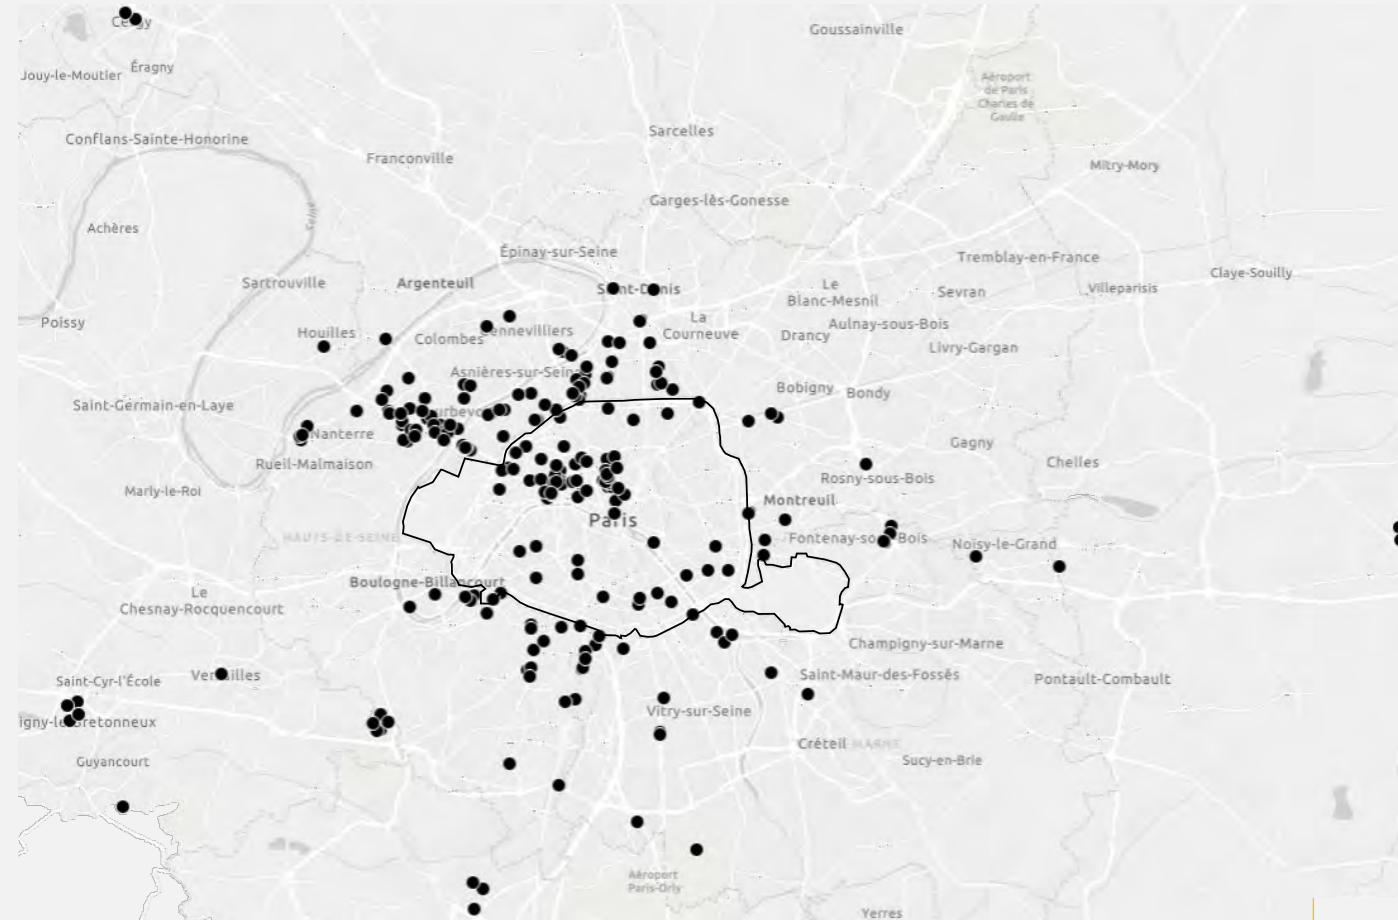 Goussainville
Jouy-le-Moutier
Éragny
Aéroport
de Paris
Charles de
Gaulle
Conflans-Sainte-Honorine
Sarcelles
Franconville
Mitry-Mory
Garges-lès-Gonesse
Seine
Achères
Épinay-sur-Seine
Tremblay-en-France
Claye-Souilly
Sartrouville
Argenteuil
Le
Blanc-Mesnil
Sevran
Villeparisis
Poissy
Houilles
Colombes
La
Courneuve
Drancy
Aulnay-sous-Bois
Livry-Gargan
Bobigny
Bondy
Saint-Germain-en-Laye
Nanterre
Gagny
Rueil-Malmaison
Chelles
Marly-le-Roi
Rosny-sous-Bois
Montreuil
Paris
HAUTS-DE-SEINE
Noisy-le-Grand
Boulogne-Billancourt
Le
Chesnay-Rocquencourt
Champigny-sur-Marne
Saint-Cyr-l'École
Saint-Maur-des-Fossés
Pontault-Combault
Vitry-sur-Seine
Créteil
MARNE
Guyancourt
Sucy-en-Brie
Aéroport
Paris-Orly
Yerres